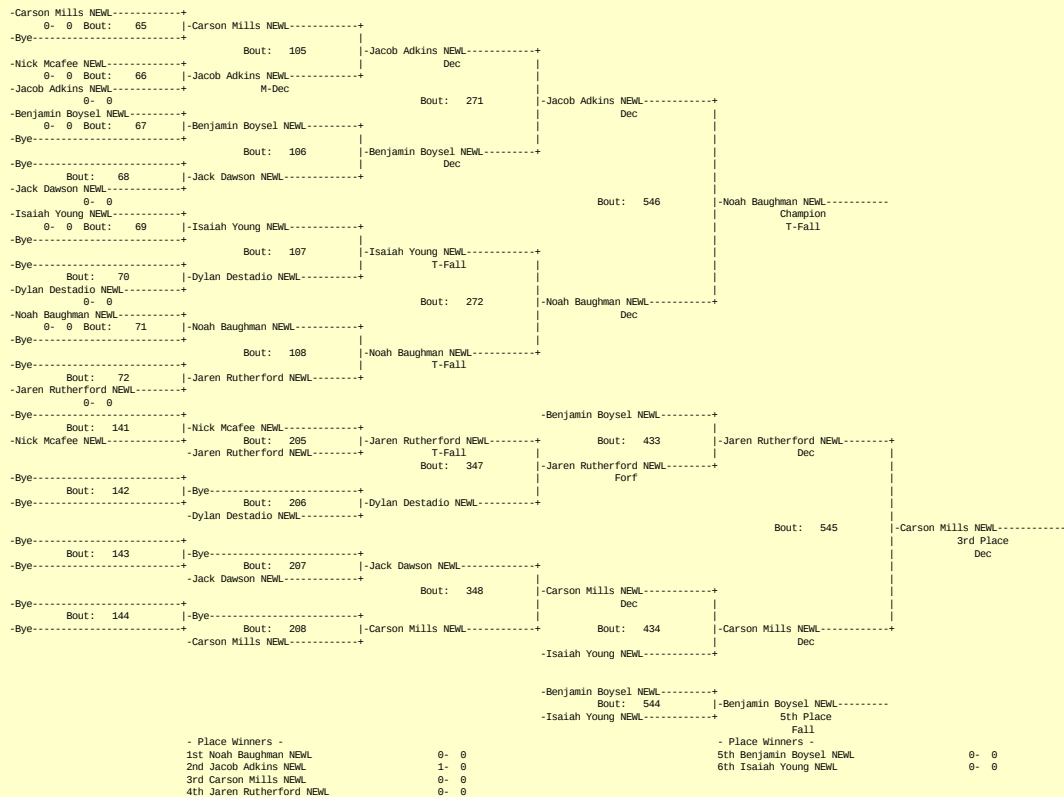 -Carson Mills NEWL------------+
0-  0  Bout:    65      |-Carson Mills NEWL------------+
-Bye--------------------------+                              |
Bout:   105         |-Jacob Adkins NEWL------------+
-Nick Mcafee NEWL-------------+                              |             Dec             |
0-  0  Bout:    66      |-Jacob Adkins NEWL------------+                              |
-Jacob Adkins NEWL------------+            M-Dec                                            |
0-  0                                                      Bout:   271         |-Jacob Adkins NEWL------------+
-Benjamin Boysel NEWL---------+                                                             |             Dec             |
0-  0  Bout:    67      |-Benjamin Boysel NEWL---------+                              |                              |
-Bye--------------------------+                              |                              |                              |
Bout:   106         |-Benjamin Boysel NEWL---------+                              |
-Bye--------------------------+                              |             Dec                                            |
Bout:    68         |-Jack Dawson NEWL-------------+                                                             |
-Jack Dawson NEWL-------------+                                                                                            |
0-  0                                                                                     Bout:   546         |-Noah Baughman NEWL-----------
-Isaiah Young NEWL------------+                                                                                            |           Champion
0-  0  Bout:    69      |-Isaiah Young NEWL------------+                                                             |            T-Fall
-Bye--------------------------+                              |                                                             |
Bout:   107         |-Isaiah Young NEWL------------+                              |
-Bye--------------------------+                              |            T-Fall            |                              |
Bout:    70         |-Dylan Destadio NEWL----------+                              |                              |
-Dylan Destadio NEWL----------+                                                             |                              |
0-  0                                                      Bout:   272         |-Noah Baughman NEWL-----------+
-Noah Baughman NEWL-----------+                                                             |             Dec
0-  0  Bout:    71      |-Noah Baughman NEWL-----------+                              |
-Bye--------------------------+                              |                              |
Bout:   108         |-Noah Baughman NEWL-----------+
-Bye--------------------------+                              |            T-Fall
Bout:    72         |-Jaren Rutherford NEWL--------+
-Jaren Rutherford NEWL--------+
0-  0
-Bye--------------------------+                                                             -Benjamin Boysel NEWL---------+
Bout:   141         |-Nick Mcafee NEWL-------------+                                                             |
-Nick Mcafee NEWL-------------+         Bout:   205         |-Jaren Rutherford NEWL--------+         Bout:   433         |-Jaren Rutherford NEWL--------+
-Jaren Rutherford NEWL--------+            T-Fall            |                              |             Dec             |
Bout:   347         |-Jaren Rutherford NEWL--------+                              |
-Bye--------------------------+                                                             |             Forf                                           |
Bout:   142         |-Bye--------------------------+                              |                                                             |
-Bye--------------------------+         Bout:   206         |-Dylan Destadio NEWL----------+                                                             |
-Dylan Destadio NEWL----------+                                                                                            |
Bout:   545         |-Carson Mills NEWL------------
-Bye--------------------------+                                                                                                                          |           3rd Place
Bout:   143         |-Bye--------------------------+                                                                                            |              Dec
-Bye--------------------------+         Bout:   207         |-Jack Dawson NEWL-------------+                                                             |
-Jack Dawson NEWL-------------+                              |                                                             |
Bout:   348         |-Carson Mills NEWL------------+                              |
-Bye--------------------------+                                                             |             Dec             |                              |
Bout:   144         |-Bye--------------------------+                              |                              |                              |
-Bye--------------------------+         Bout:   208         |-Carson Mills NEWL------------+         Bout:   434         |-Carson Mills NEWL------------+
-Carson Mills NEWL------------+                                                             |             Dec
-Isaiah Young NEWL------------+
-Benjamin Boysel NEWL---------+
Bout:   544         |-Benjamin Boysel NEWL---------
-Isaiah Young NEWL------------+           5th Place
Fall
- Place Winners -                                                                           - Place Winners -
1st Noah Baughman NEWL                      0-  0                                           5th Benjamin Boysel NEWL                    0-  0
2nd Jacob Adkins NEWL                       1-  0                                           6th Isaiah Young NEWL                       0-  0
3rd Carson Mills NEWL                       0-  0
4th Jaren Rutherford NEWL                   0-  0